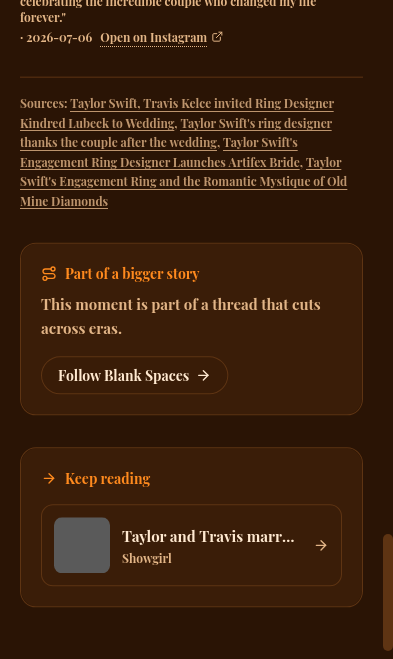 celebrating the incredible couple who changed my life
forever."
· 2026-07-06 Open on Instagram
Sources: Taylor Swift, Travis Kelce invited Ring Designer
Kindred Lubeck to Wedding, Taylor Swift's ring designer
thanks the couple after the wedding, Taylor Swift's
Engagement Ring Designer Launches Artifex Bride, Taylor
Swift's Engagement Ring and the Romantic Mystique of Old
Mine Diamonds
Part of a bigger story
This moment is part of a thread that cuts
across eras.
Follow Blank Spaces
Keep reading
Taylor and Travis marr...
Showgirl